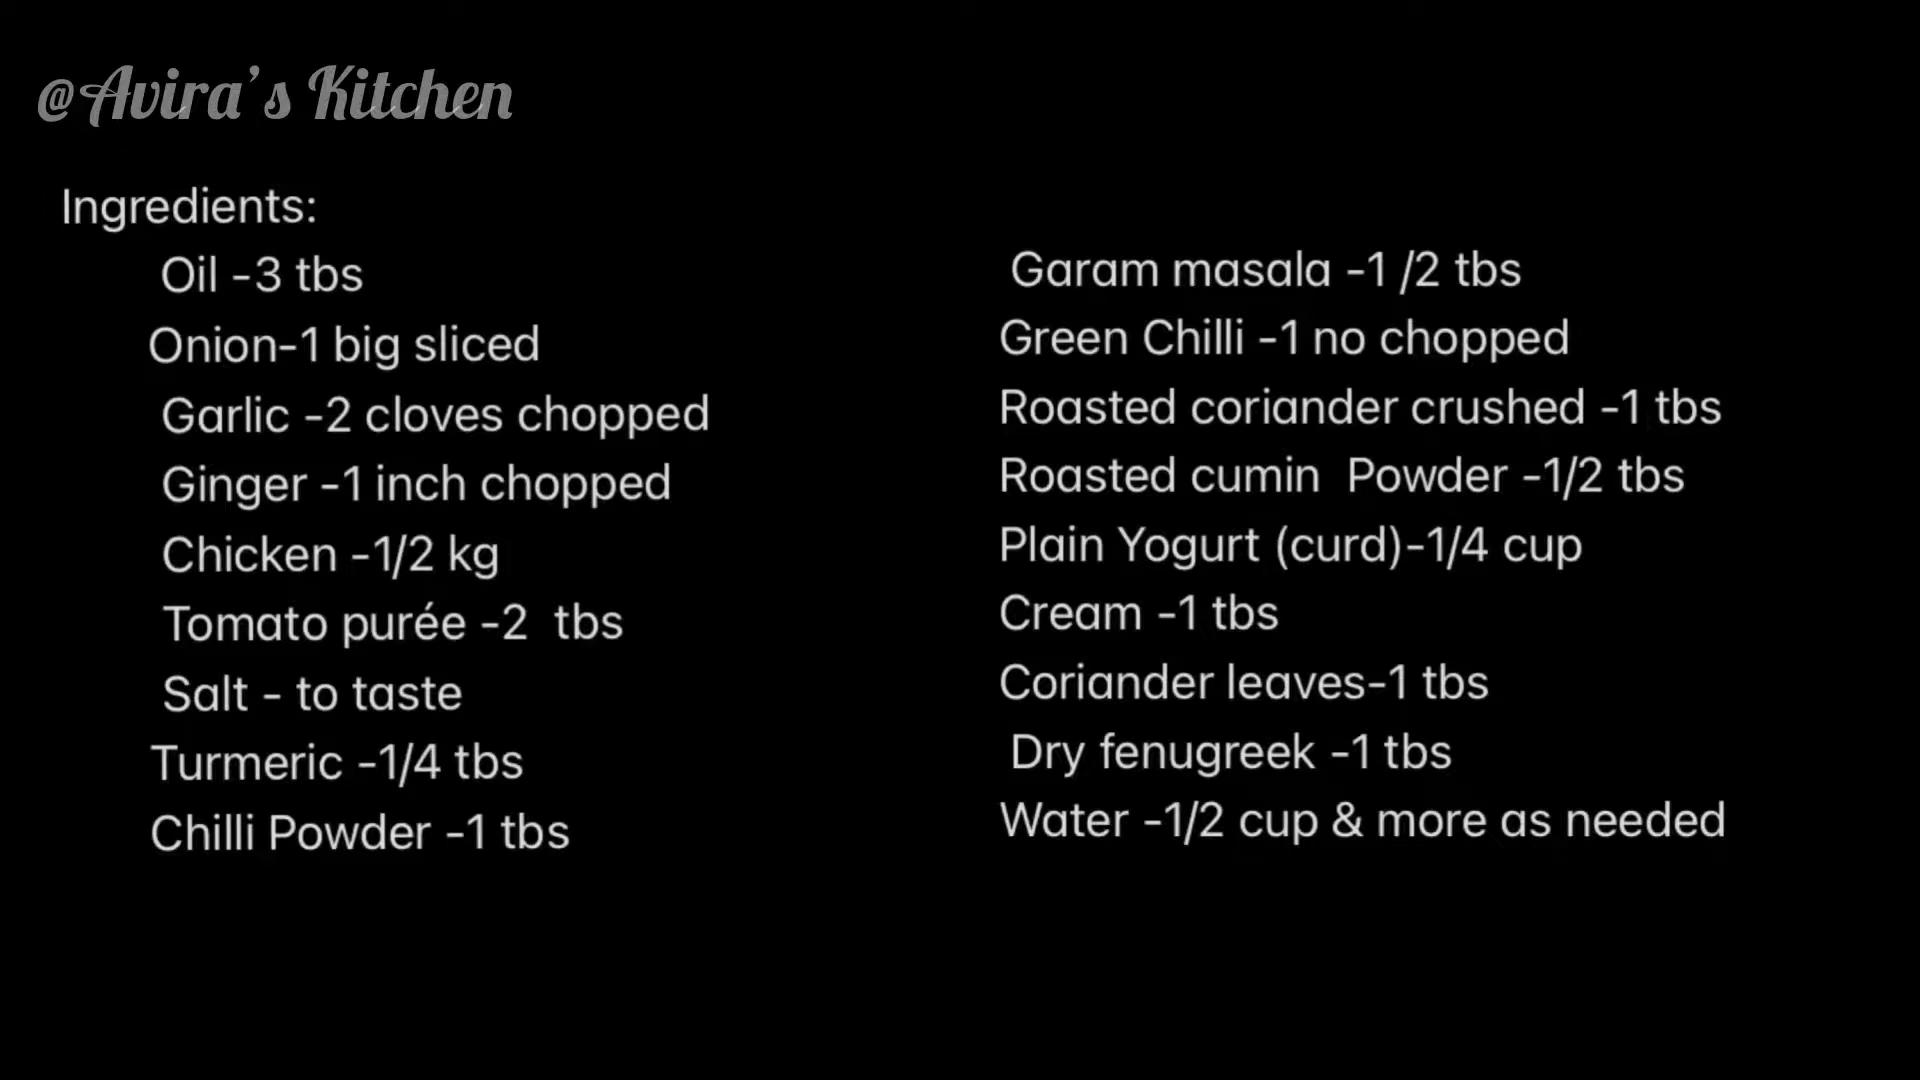 @Avira's Kitchen
Ingredients:
Oil -3 tbs
Onion-1 big sliced
Garlic -2 cloves chopped
Ginger -1 inch chopped
Chicken -1/2 kg
Tomato purée -2  tbs
Salt - to taste
Turmeric -1/4 tbs
Chilli Powder -1 tbs
Garam masala -1 /2 tbs
Green Chilli -1 no chopped
Roasted coriander crushed -1 tbs
Roasted cumin  Powder -1/2 tbs
Plain Yogurt (curd)-1/4 cup
Cream -1 tbs
Coriander leaves-1 tbs
Dry fenugreek -1 tbs
Water -1/2 cup & more as needed